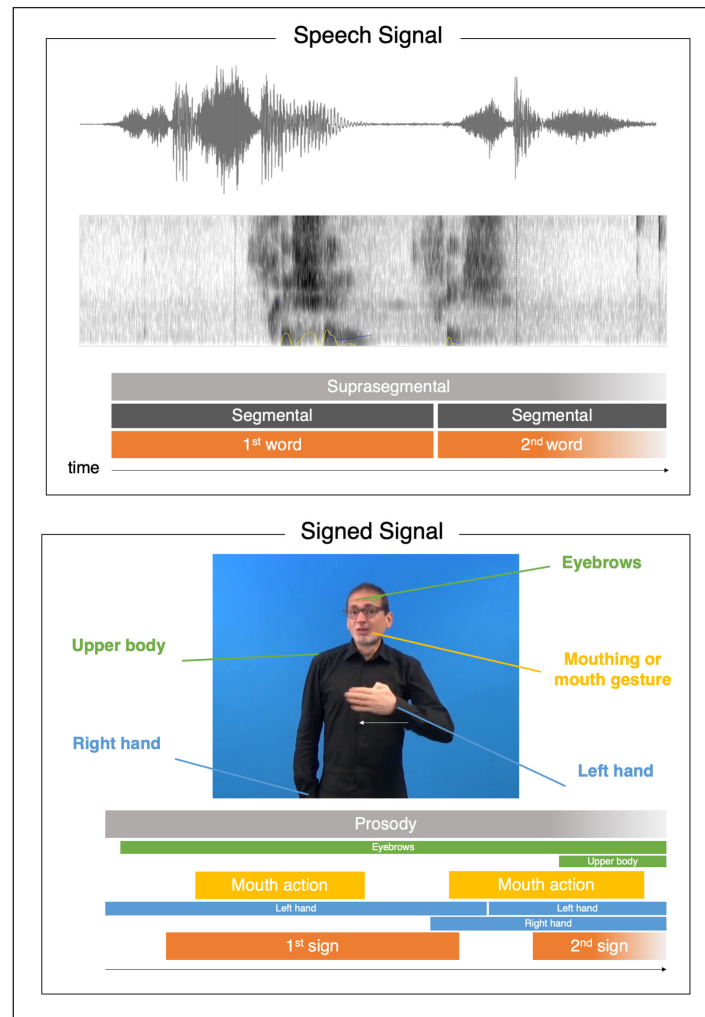 Speech Signal
Suprasegmental
Segmental Segmental
1st word 2nd word
time
Signed Signal
Eyebrows
Upper body
Mouthing or
mouth gesture
Right hand
Left hand
Prosody
Eyebrows
Upper body
Mouth action Mouth action
Left hand Left hand
Right hand
1st sign 2nd sign